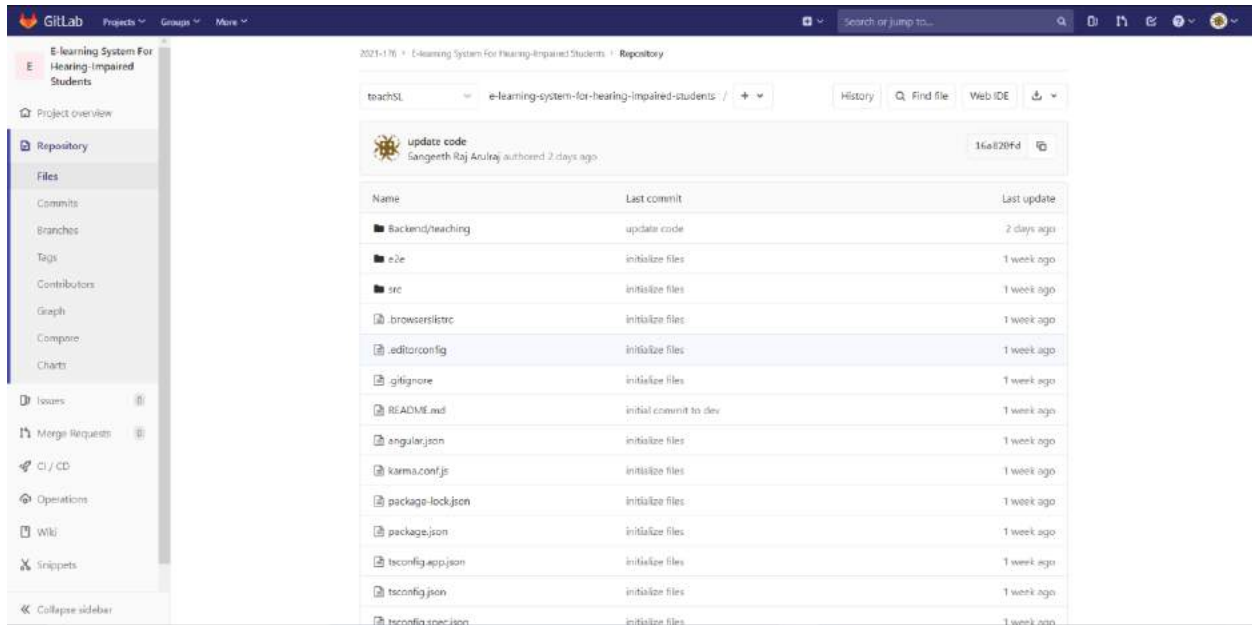 GitLab Projects Groups More Search or jump to...
E-learning System For
E Hearing-Impaired
Students
2021-176 › E-learning System For Hearing-Impaired Students › Repository
teachSL e-learning-system-for-hearing-impaired-students / + History Find file Web IDE
Project overview
Repository
Files
Commits
Branches
Tags
Contributors
Graph
Compare
Charts
Issues 0
Merge Requests 0
CI / CD
Operations
Wiki
Snippets
« Collapse sidebar
update code
Sangeeth Raj Arulraj authored 2 days ago
16a820fd
Name Last commit Last update
Backend/teaching update code 2 days ago
e2e initialize files 1 week ago
src initialize files 1 week ago
.browserslistrc initialize files 1 week ago
.editorconfig initialize files 1 week ago
.gitignore initialize files 1 week ago
README.md initial commit to dev 1 week ago
angular.json initialize files 1 week ago
karma.conf.js initialize files 1 week ago
package-lock.json initialize files 1 week ago
package.json initialize files 1 week ago
tsconfig.app.json initialize files 1 week ago
tsconfig.json initialize files 1 week ago
tsconfig.spec.json initialize files 1 week ago